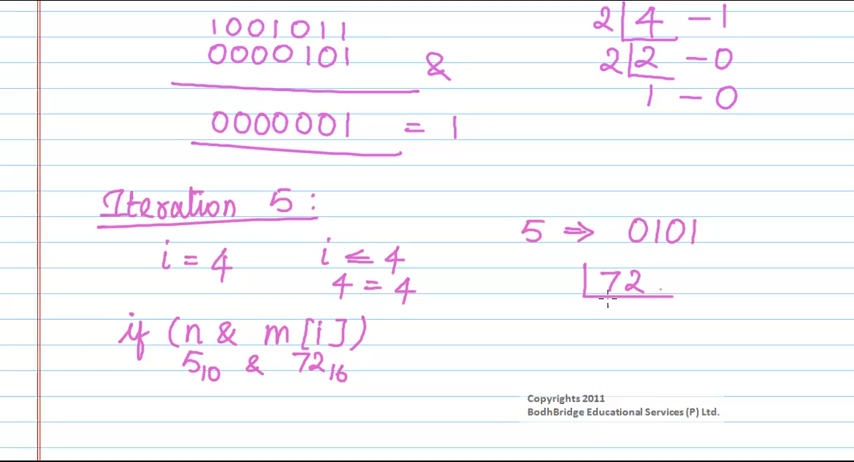 1001011
0000101 &
0000001 = 1
2 4 - 1
2 2 - 0
1 - 0
Iteration 5 :
i = 4 i <= 4
4 = 4
if (n & m [i])
5₁₀ & 72₁₆
5 ⇒ 0101
72
Copyrights 2011
BodhBridge Educational Services (P) Ltd.